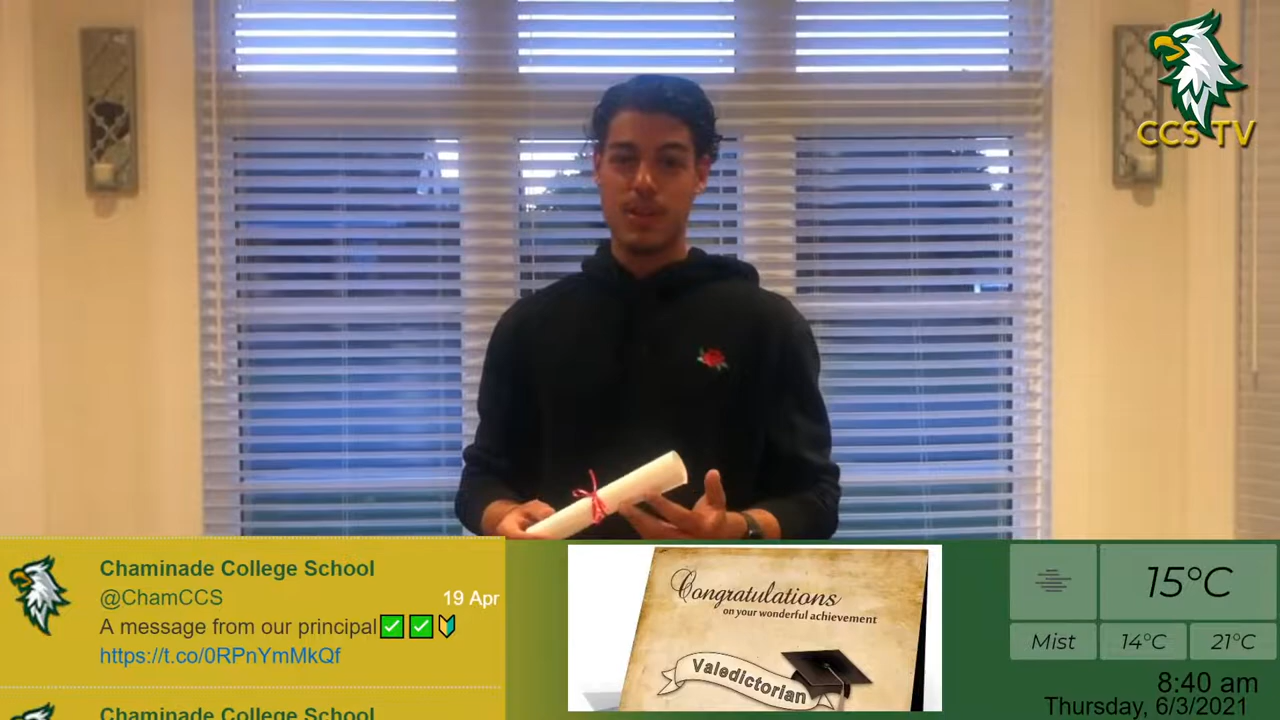 CCS TV
Chaminade College School
@ChamCCS
19 Apr
A message from our principal✅✅🔰
https://t.co/0RPnYmMkQf
Chaminade College School
Congratulations
on your wonderful achievement
Valedictorian
15°C
Mist
14°C
21°C
8:40 am
Thursday, 6/3/2021